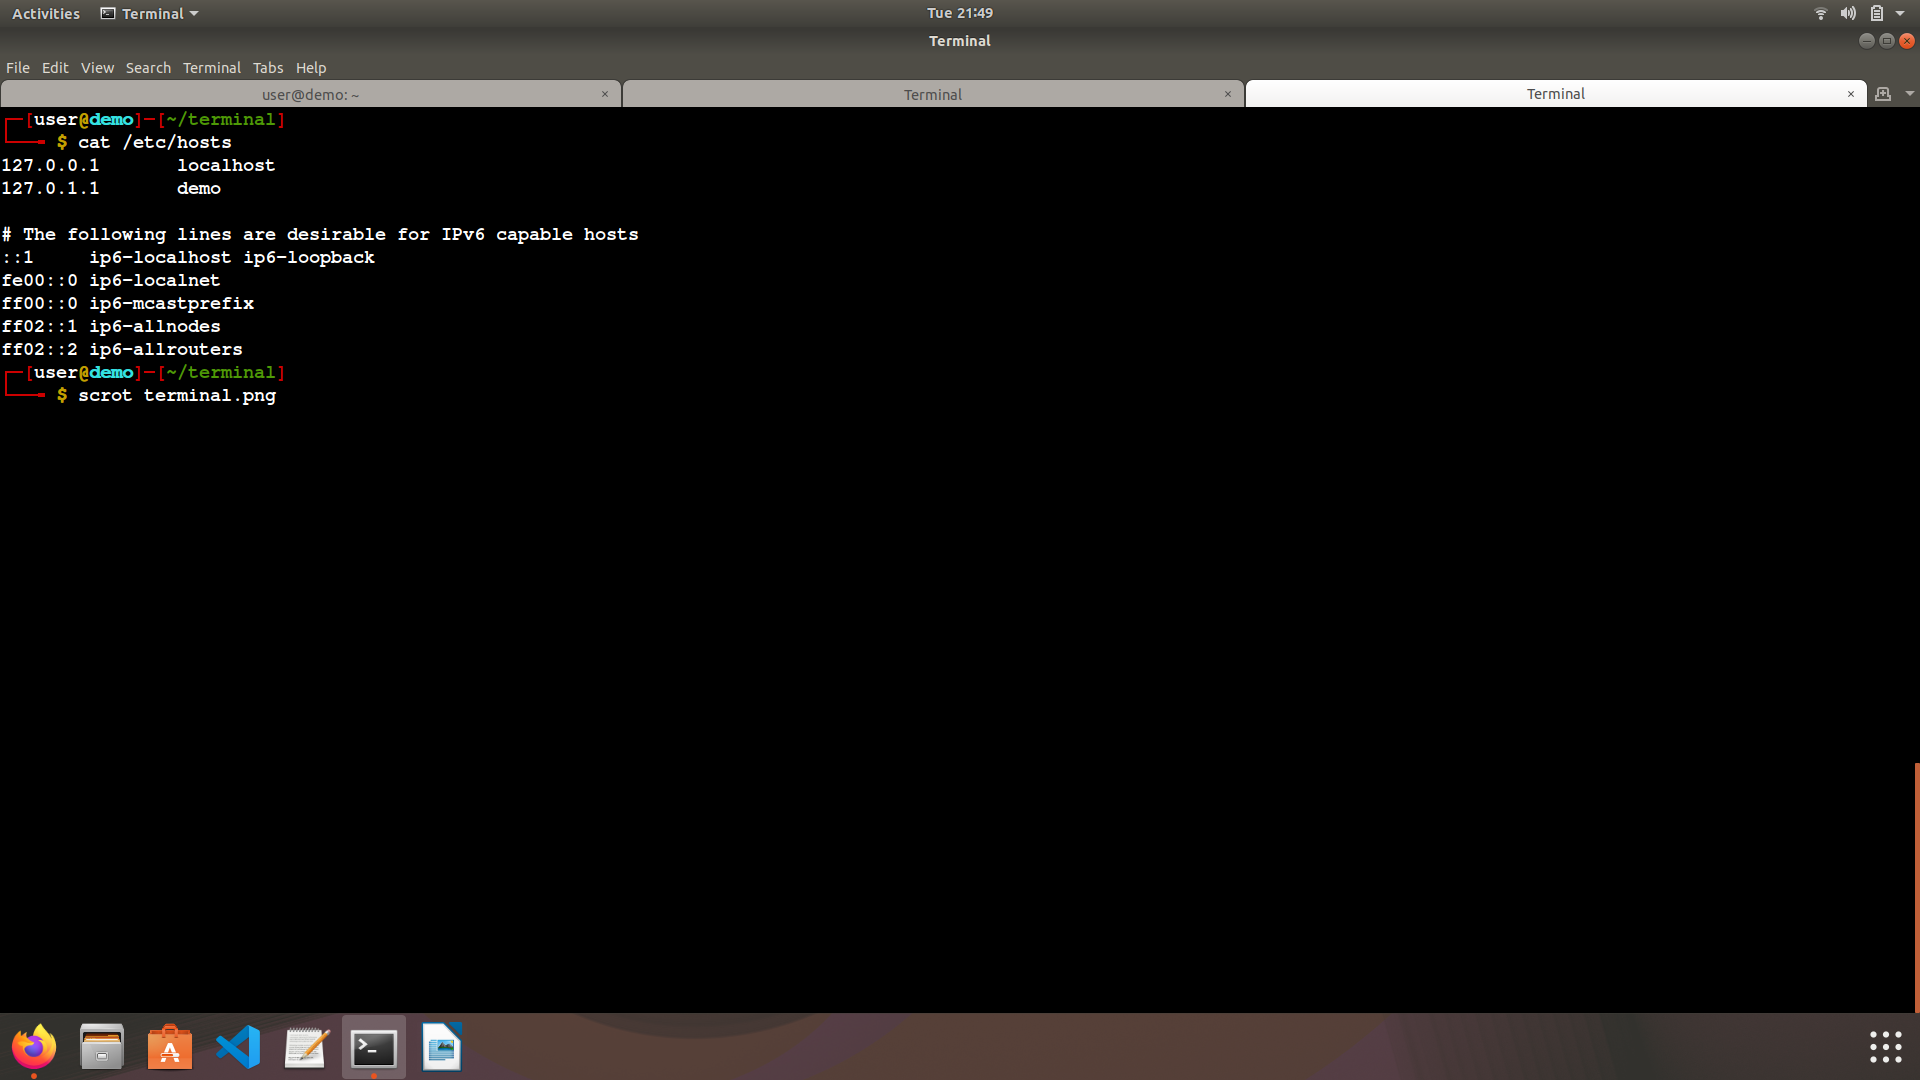 Activities Terminal Tue 21:49
Terminal
File Edit View Search Terminal Tabs Help
user@demo: ~ × Terminal × Terminal ×
[user@demo]-[~/terminal]
$ cat /etc/hosts
127.0.0.1 localhost
127.0.1.1 demo
# The following lines are desirable for IPv6 capable hosts
::1 ip6-localhost ip6-loopback
fe00::0 ip6-localnet
ff00::0 ip6-mcastprefix
ff02::1 ip6-allnodes
ff02::2 ip6-allrouters
[user@demo]-[~/terminal]
$ scrot terminal.png